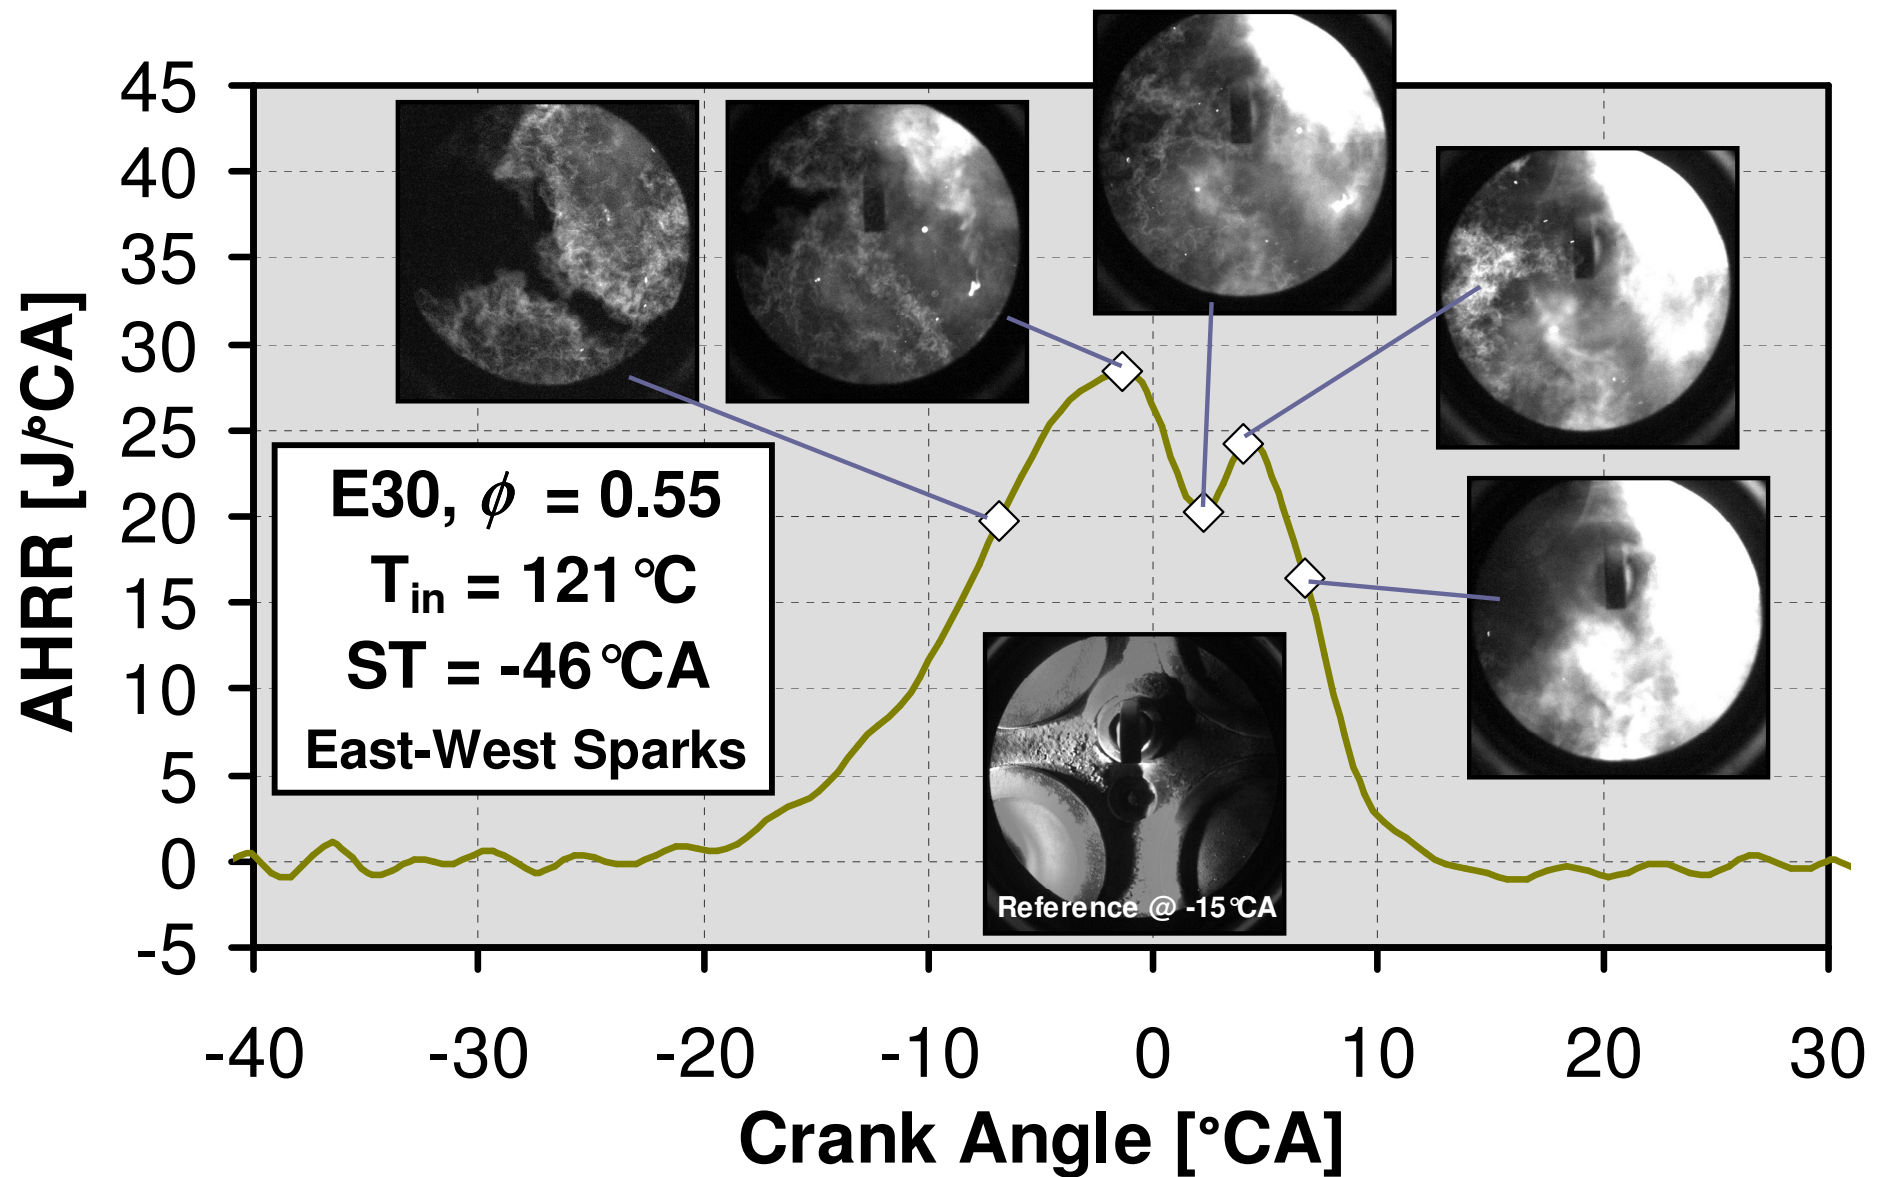 45
40
35
30
25
20
15
10
5
0
-5
AHRR [J/°CA]
E30, ϕ = 0.55
Tin = 121°C
ST = -46°CA
East-West Sparks
Reference @ -15°CA
-40 -30 -20 -10 0 10 20 30
Crank Angle [°CA]